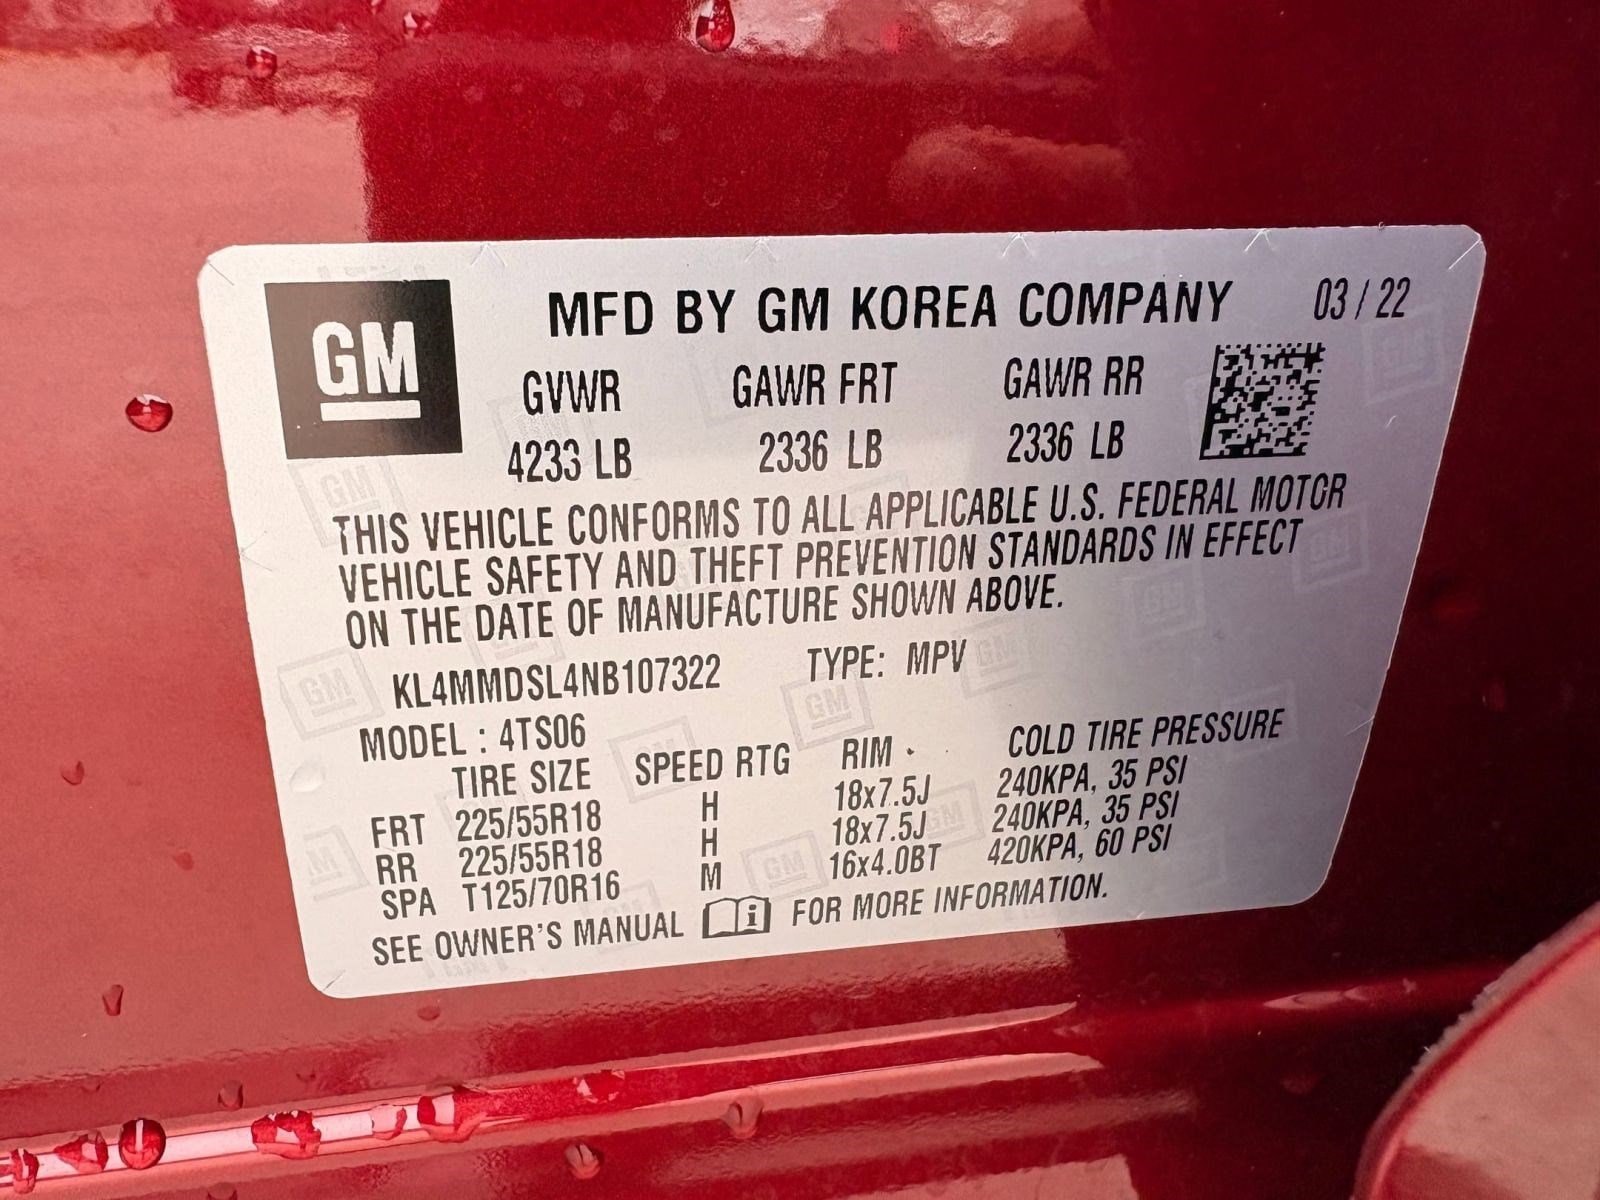 GM
MFD BY GM KOREA COMPANY 03 / 22
GVWR GAWR FRT GAWR RR
4233 LB 2336 LB 2336 LB
THIS VEHICLE CONFORMS TO ALL APPLICABLE U.S. FEDERAL MOTOR
VEHICLE SAFETY AND THEFT PREVENTION STANDARDS IN EFFECT
ON THE DATE OF MANUFACTURE SHOWN ABOVE.
KL4MMDSL4NB107322 TYPE: MPV
MODEL : 4TS06
TIRE SIZE SPEED RTG RIM COLD TIRE PRESSURE
FRT 225/55R18 H 18x7.5J 240KPA, 35 PSI
RR 225/55R18 H 18x7.5J 240KPA, 35 PSI
SPA T125/70R16 M 16x4.0BT 420KPA, 60 PSI
SEE OWNER'S MANUAL i FOR MORE INFORMATION.